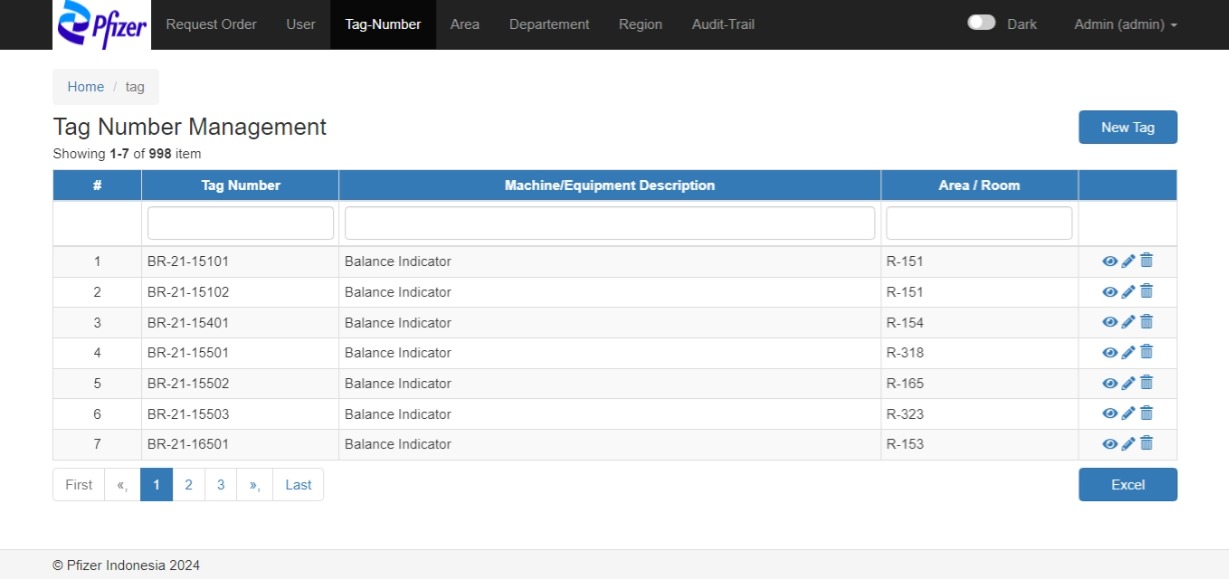 Pfizer Request Order User Tag-Number Area Departement Region Audit-Trail Dark Admin (admin)
Home / tag
Tag Number Management
New Tag
Showing 1-7 of 998 item
# Tag Number Machine/Equipment Description Area / Room
1 BR-21-15101 Balance Indicator R-151
2 BR-21-15102 Balance Indicator R-151
3 BR-21-15401 Balance Indicator R-154
4 BR-21-15501 Balance Indicator R-318
5 BR-21-15502 Balance Indicator R-165
6 BR-21-15503 Balance Indicator R-323
7 BR-21-16501 Balance Indicator R-153
First «, 1 2 3 », Last Excel
© Pfizer Indonesia 2024